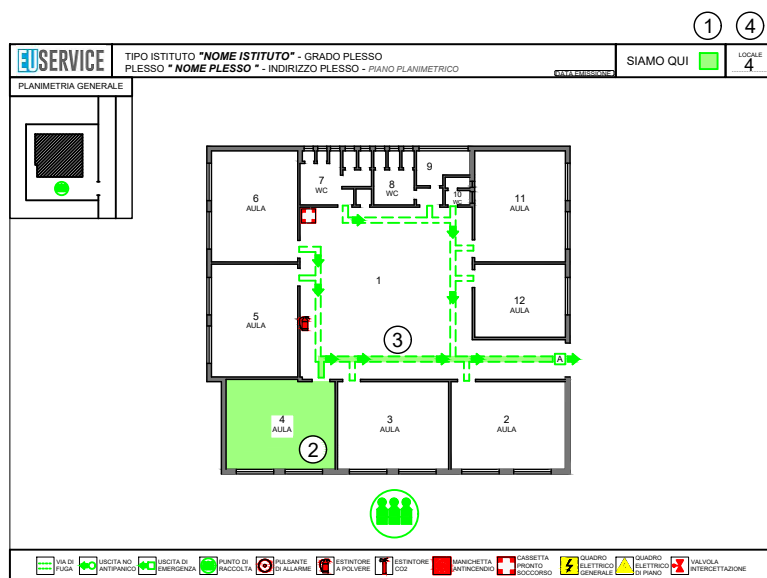 1 4
EUSERVICE
TIPO ISTITUTO "NOME ISTITUTO" - GRADO PLESSO
PLESSO " NOME PLESSO " - INDIRIZZO PLESSO - PIANO PLANIMETRICO
DATA EMISSIONE
SIAMO QUI
LOCALE
4
PLANIMETRIA GENERALE
6
AULA
7
WC
8
WC
9
10
WC
11
AULA
5
AULA
1
12
AULA
3
A
4
AULA
2
3
AULA
2
AULA
VIA DI
FUGA
USCITA NO
ANTIPANICO
USCITA DI
EMERGENZA
PUNTO DI
RACCOLTA
PULSANTE
DI ALLARME
ESTINTORE
A POLVERE
ESTINTORE
CO2
MANICHETTA
ANTINCENDIO
CASSETTA
PRONTO
SOCCORSO
QUADRO
ELETTRICO
GENERALE
QUADRO
ELETTRICO
DI PIANO
VALVOLA
INTERCETTAZIONE